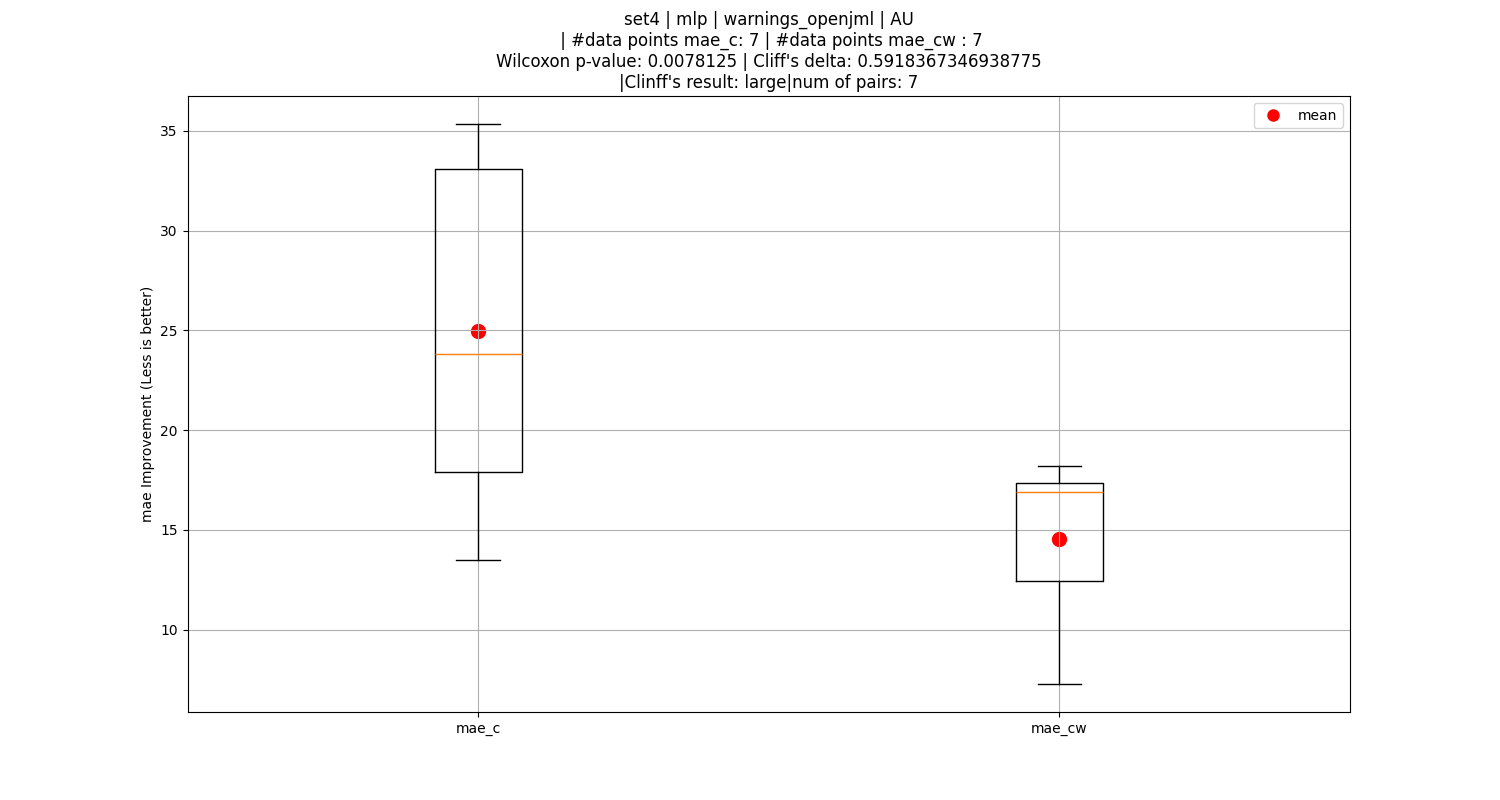 set4 | mlp | warnings_openjml | AU
| #data points mae_c: 7 | #data points mae_cw : 7
Wilcoxon p-value: 0.0078125 | Cliff's delta: 0.5918367346938775
|Clinff's result: large|num of pairs: 7
mean
mae Improvement (Less is better)
35
30
25
20
15
10
mae_c
mae_cw